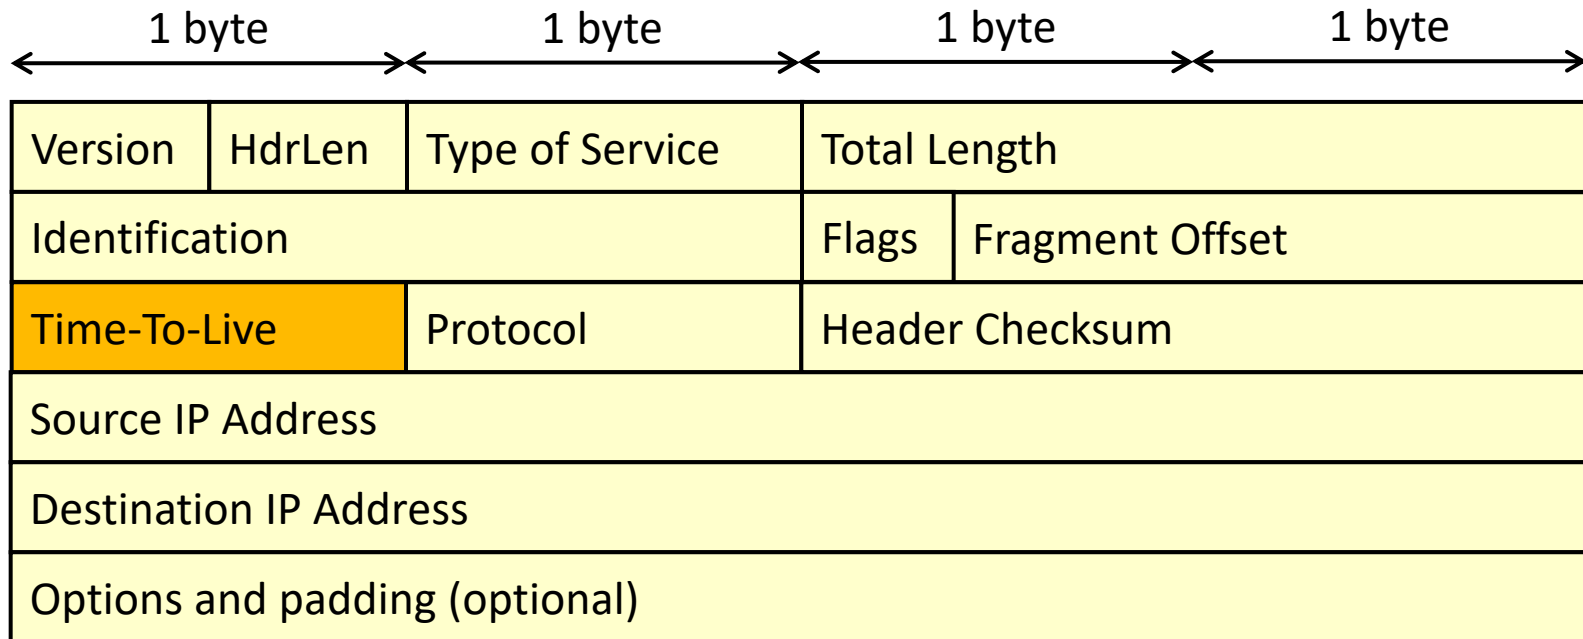 1 byte 1 byte 1 byte 1 byte
Version HdrLen Type of Service Total Length
Identification Flags Fragment Offset
Time-To-Live Protocol Header Checksum
Source IP Address
Destination IP Address
Options and padding (optional)